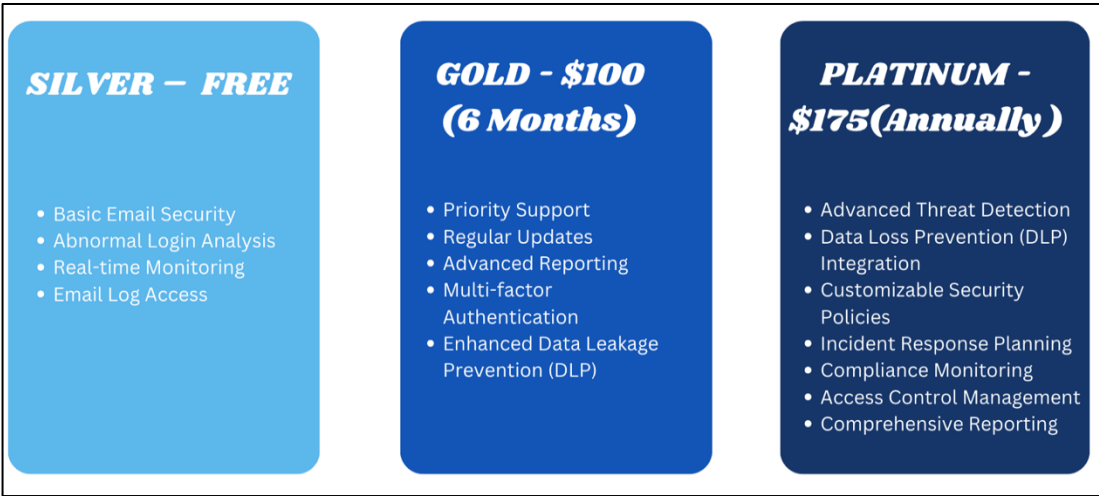 SILVER – FREE
Basic Email Security
Abnormal Login Analysis
Real-time Monitoring
Email Log Access
GOLD - $100
(6 Months)
Priority Support
Regular Updates
Advanced Reporting
Multi-factor
Authentication
Enhanced Data Leakage
Prevention (DLP)
PLATINUM -
$175(Annually )
Advanced Threat Detection
Data Loss Prevention (DLP)
Integration
Customizable Security
Policies
Incident Response Planning
Compliance Monitoring
Access Control Management
Comprehensive Reporting